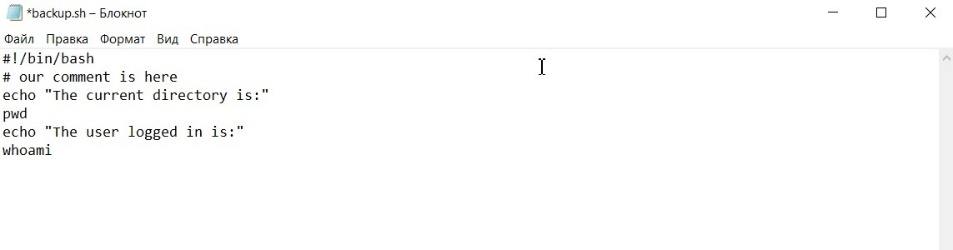 *backup.sh – Блокнот
Файл Правка Формат Вид Справка
#!/bin/bash
# our comment is here
echo "The current directory is:"
pwd
echo "The user logged in is:"
whoami